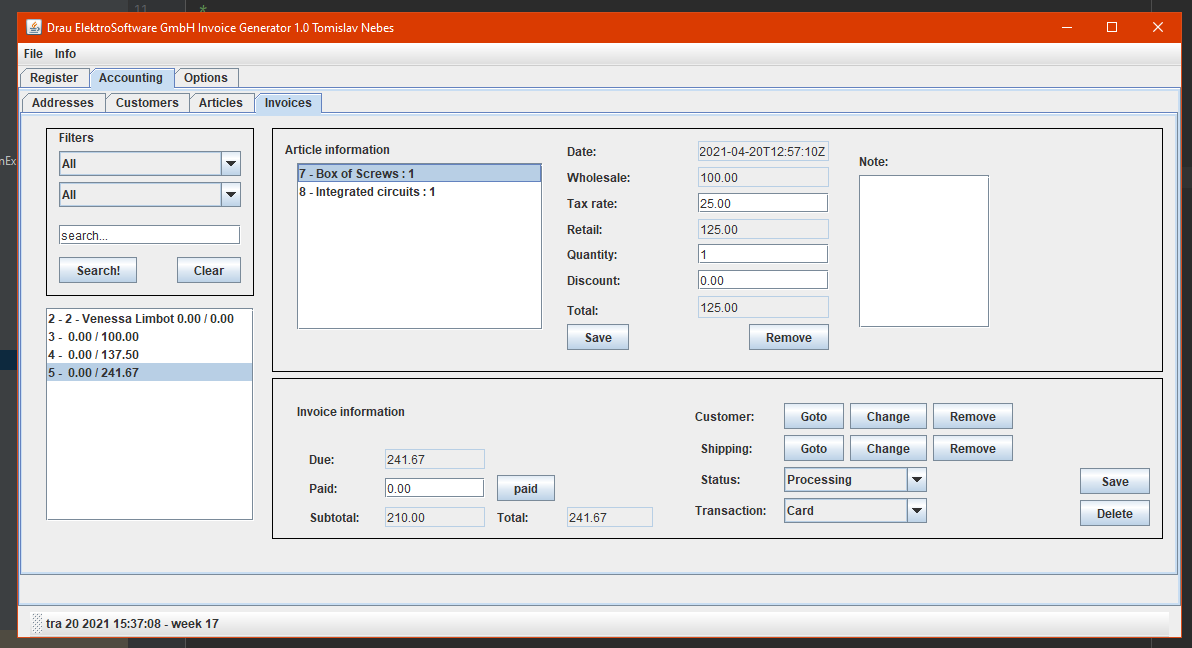 11 *
Drau ElektroSoftware GmbH Invoice Generator 1.0 Tomislav Nebes
File Info
Register Accounting Options
Addresses Customers Articles Invoices
nEx
Filters
All
All
search...
Search! Clear
2 - 2 - Venessa Limbot 0.00 / 0.00
3 - 0.00 / 100.00
4 - 0.00 / 137.50
5 - 0.00 / 241.67
Article information
7 - Box of Screws : 1
8 - Integrated circuits : 1
Date: 2021-04-20T12:57:10Z
Wholesale: 100.00
Tax rate: 25.00
Retail: 125.00
Quantity: 1
Discount: 0.00
Total: 125.00
Save Remove
Note:
Invoice information
Due: 241.67
Paid: 0.00 paid
Subtotal: 210.00 Total: 241.67
Customer: Goto Change Remove
Shipping: Goto Change Remove
Status: Processing
Transaction: Card
Save
Delete
tra 20 2021 15:37:08 - week 17